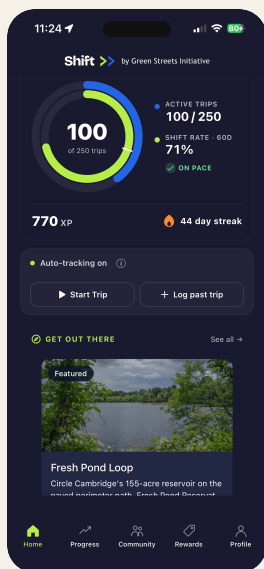 11:24
80
Shift >> by Green Streets Initiative
100
of 250 trips
ACTIVE TRIPS
100/250
SHIFT RATE · 60D
71%
ON PACE
770 XP
44 day streak
Auto-tracking on
Start Trip
+ Log past trip
GET OUT THERE
See all →
Featured
Fresh Pond Loop
Circle Cambridge's 155-acre reservoir on the
paved perimeter path. Fresh Pond Reservat
Home
Progress
Community
Rewards
Profile